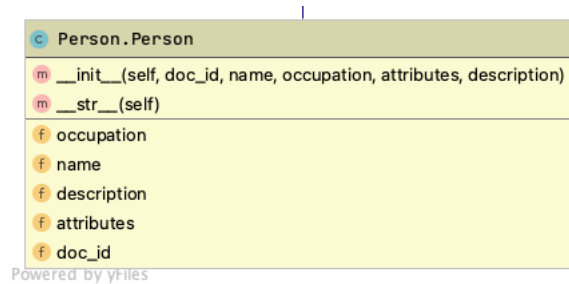 c Person.Person
m __init__(self, doc_id, name, occupation, attributes, description)
m __str__(self)
f occupation
f name
f description
f attributes
f doc_id
Powered by yFiles